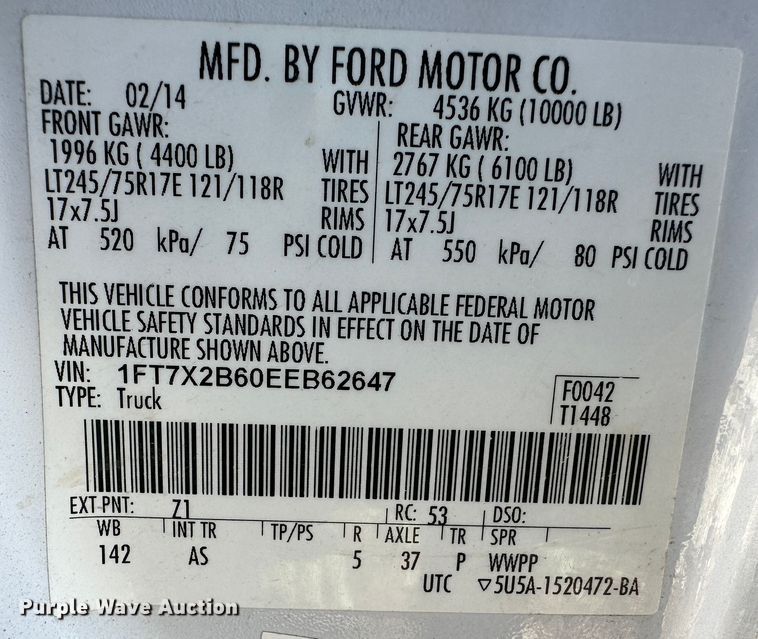 MFD. BY FORD MOTOR CO.
DATE: 02/14 GVWR: 4536 KG (10000 LB)
FRONT GAWR: REAR GAWR:
1996 KG ( 4400 LB) WITH 2767 KG ( 6100 LB) WITH
LT245/75R17E 121/118R TIRES LT245/75R17E 121/118R TIRES
17x7.5J RIMS 17x7.5J RIMS
AT 520 kPa/ 75 PSI COLD AT 550 kPa/ 80 PSI COLD
THIS VEHICLE CONFORMS TO ALL APPLICABLE FEDERAL MOTOR
VEHICLE SAFETY STANDARDS IN EFFECT ON THE DATE OF
MANUFACTURE SHOWN ABOVE.
VIN: 1FT7X2B60EEB62647 F0042
TYPE: Truck T1448
EXT PNT: Z1 RC: 53 DSO:
WB INT TR TP/PS R AXLE TR SPR
142 AS 5 37 P WWPP
UTC ▽5U5A-1520472-BA
Purple Wave Auction